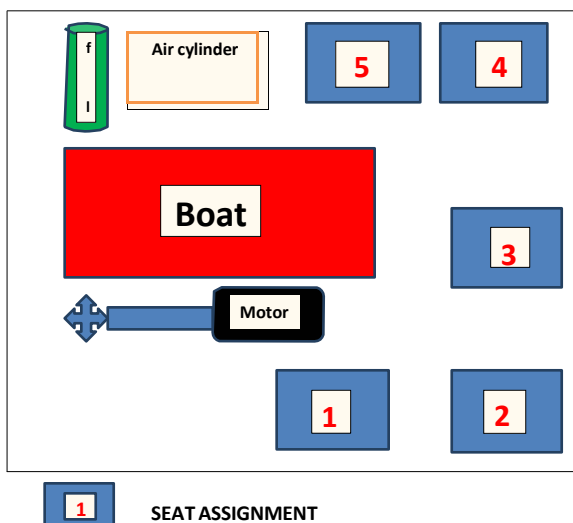 f
l
Air cylinder
5
4
Boat
3
Motor
1
2
1
SEAT ASSIGNMENT